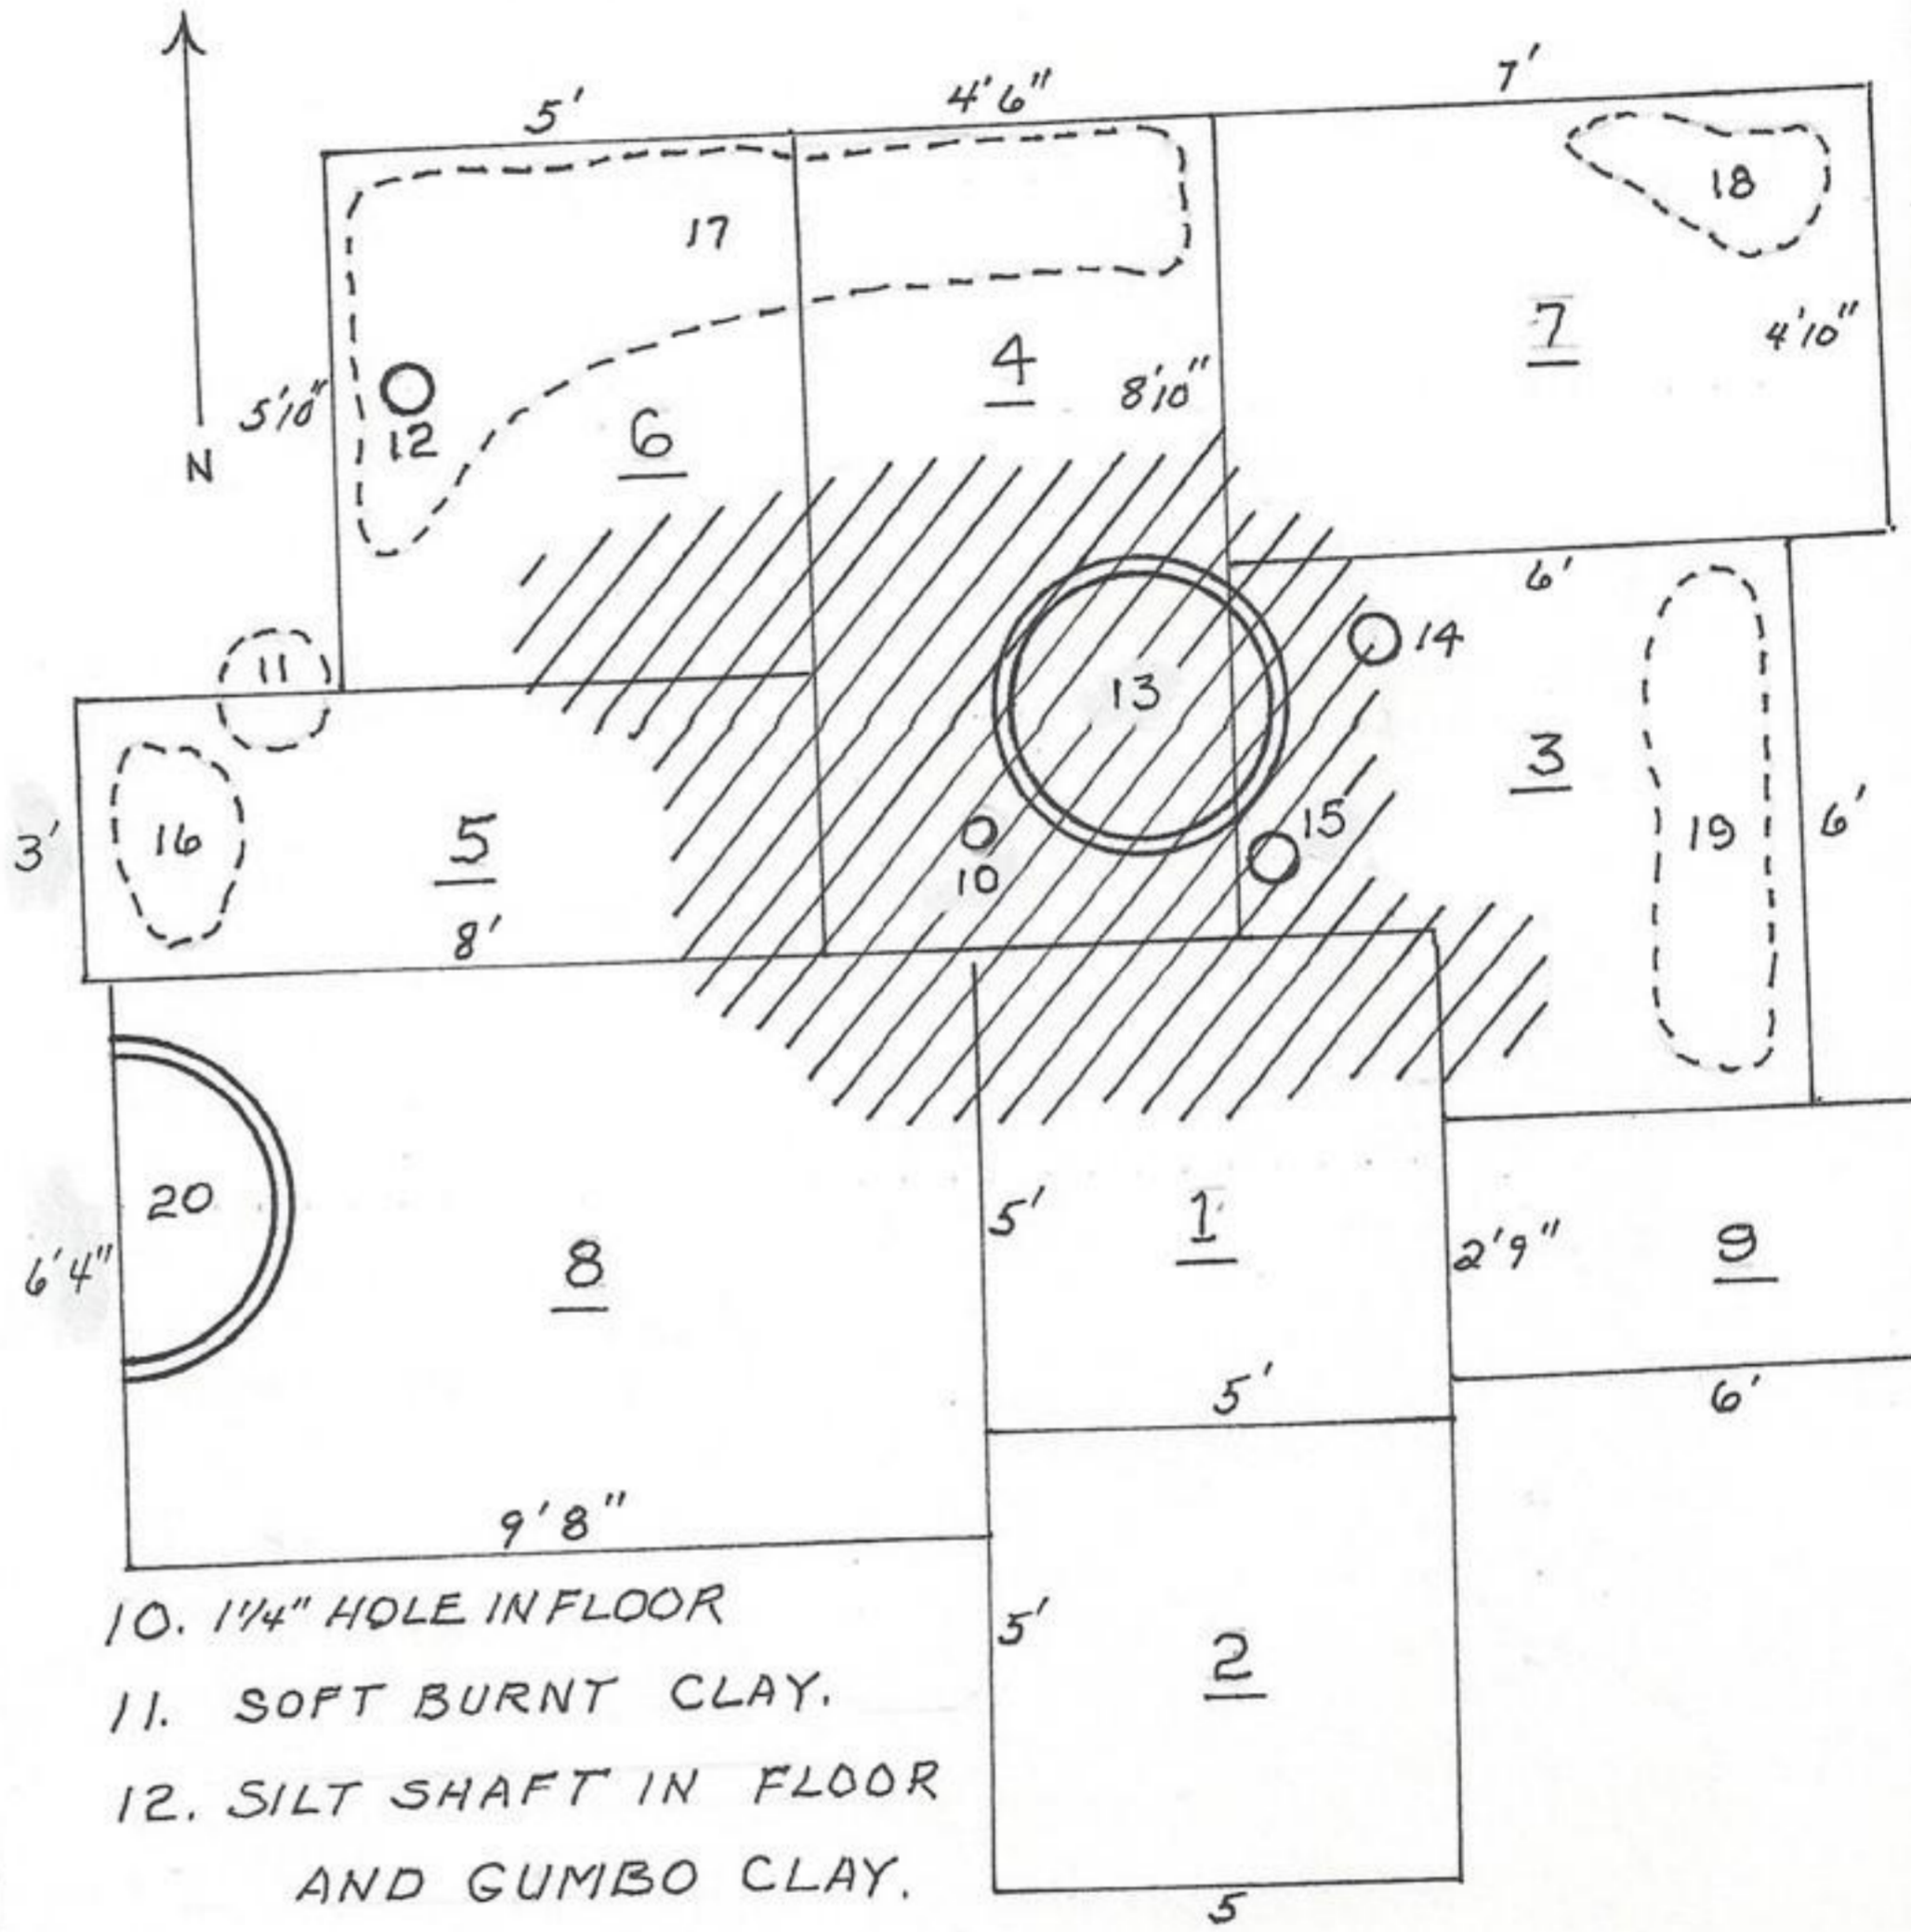 5' 4'6" 7'
17 18
4 7 4'10"
5'10" 12 6 8'10"
N
6'
11 13 14
3' 16 5 10 15 3 19 6'
8'
20 5' 1 2'9" 9
6'4" 8
5' 6'
9'8"
10. 1 1/4" HOLE IN FLOOR
5' 2
11. SOFT BURNT CLAY.
12. SILT SHAFT IN FLOOR
AND GUMBO CLAY.
5